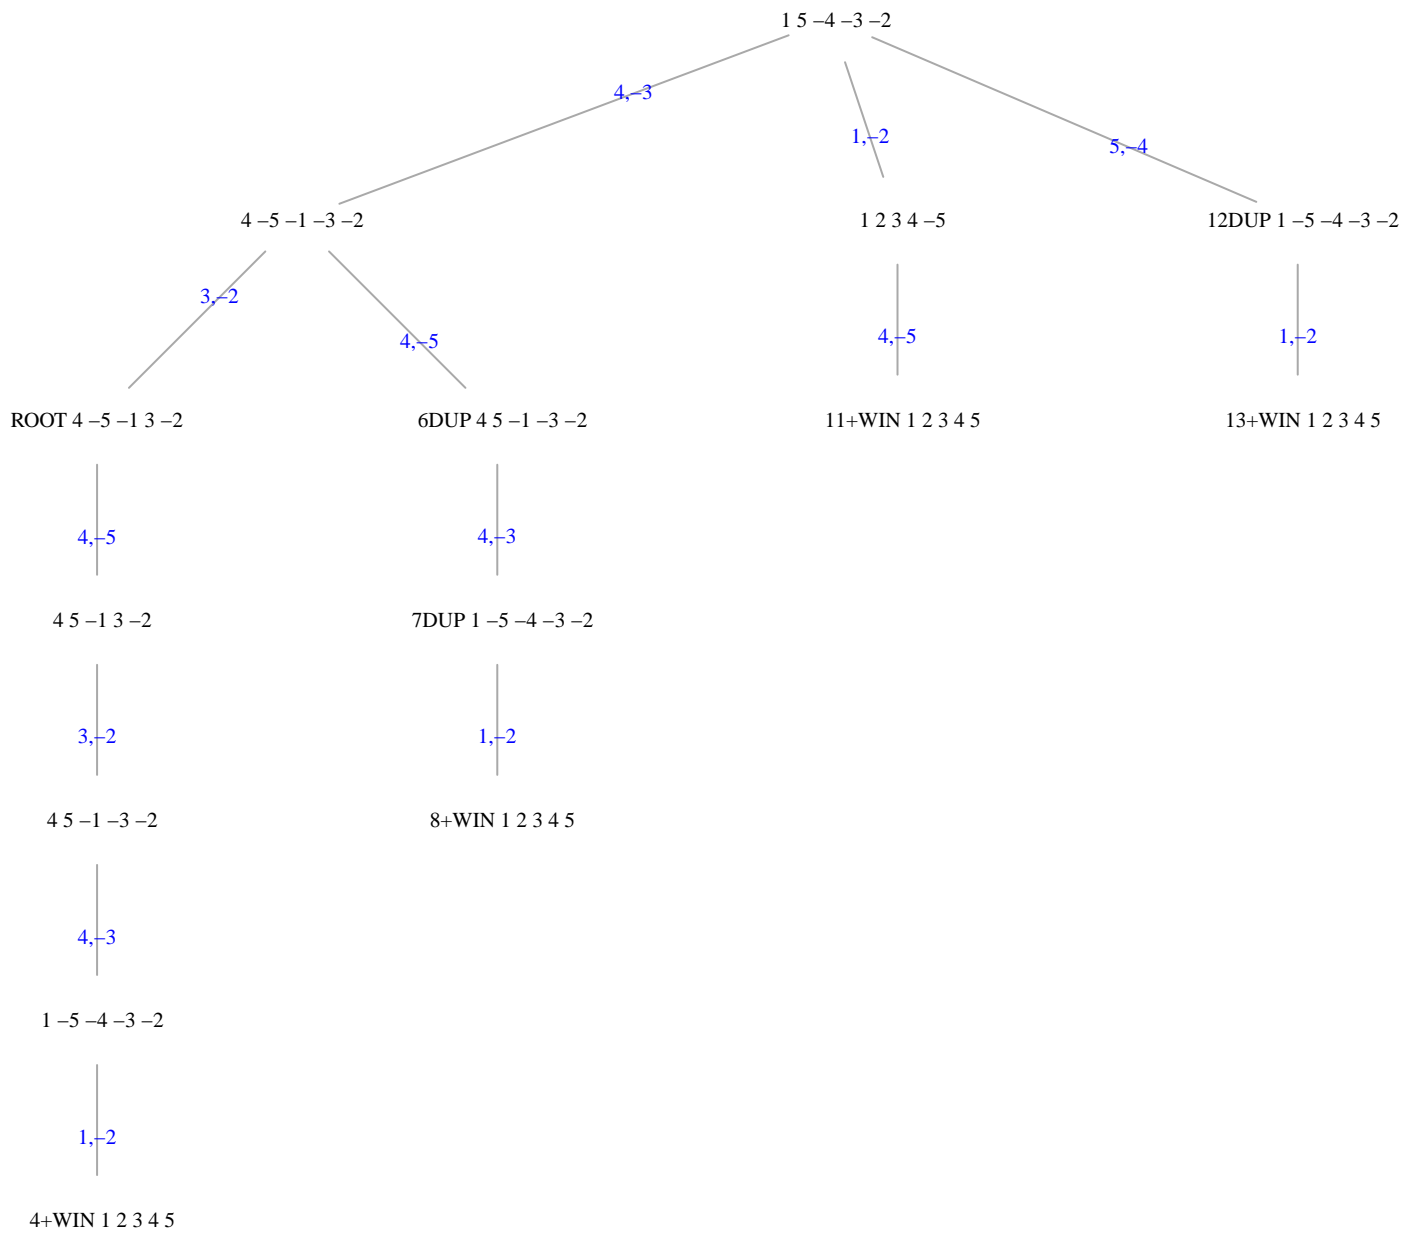 1 5 –4 –3 –2
4,–3
1,–2
5,–4
4 –5 –1 –3 –2
1 2 3 4 –5
12DUP 1 –5 –4 –3 –2
3,–2
4,–5
4,–5
1,–2
ROOT 4 –5 –1 3 –2
6DUP 4 5 –1 –3 –2
11+WIN 1 2 3 4 5
13+WIN 1 2 3 4 5
4,–5
4,–3
4 5 –1 3 –2
7DUP 1 –5 –4 –3 –2
3,–2
1,–2
4 5 –1 –3 –2
8+WIN 1 2 3 4 5
4,–3
1 –5 –4 –3 –2
1,–2
4+WIN 1 2 3 4 5